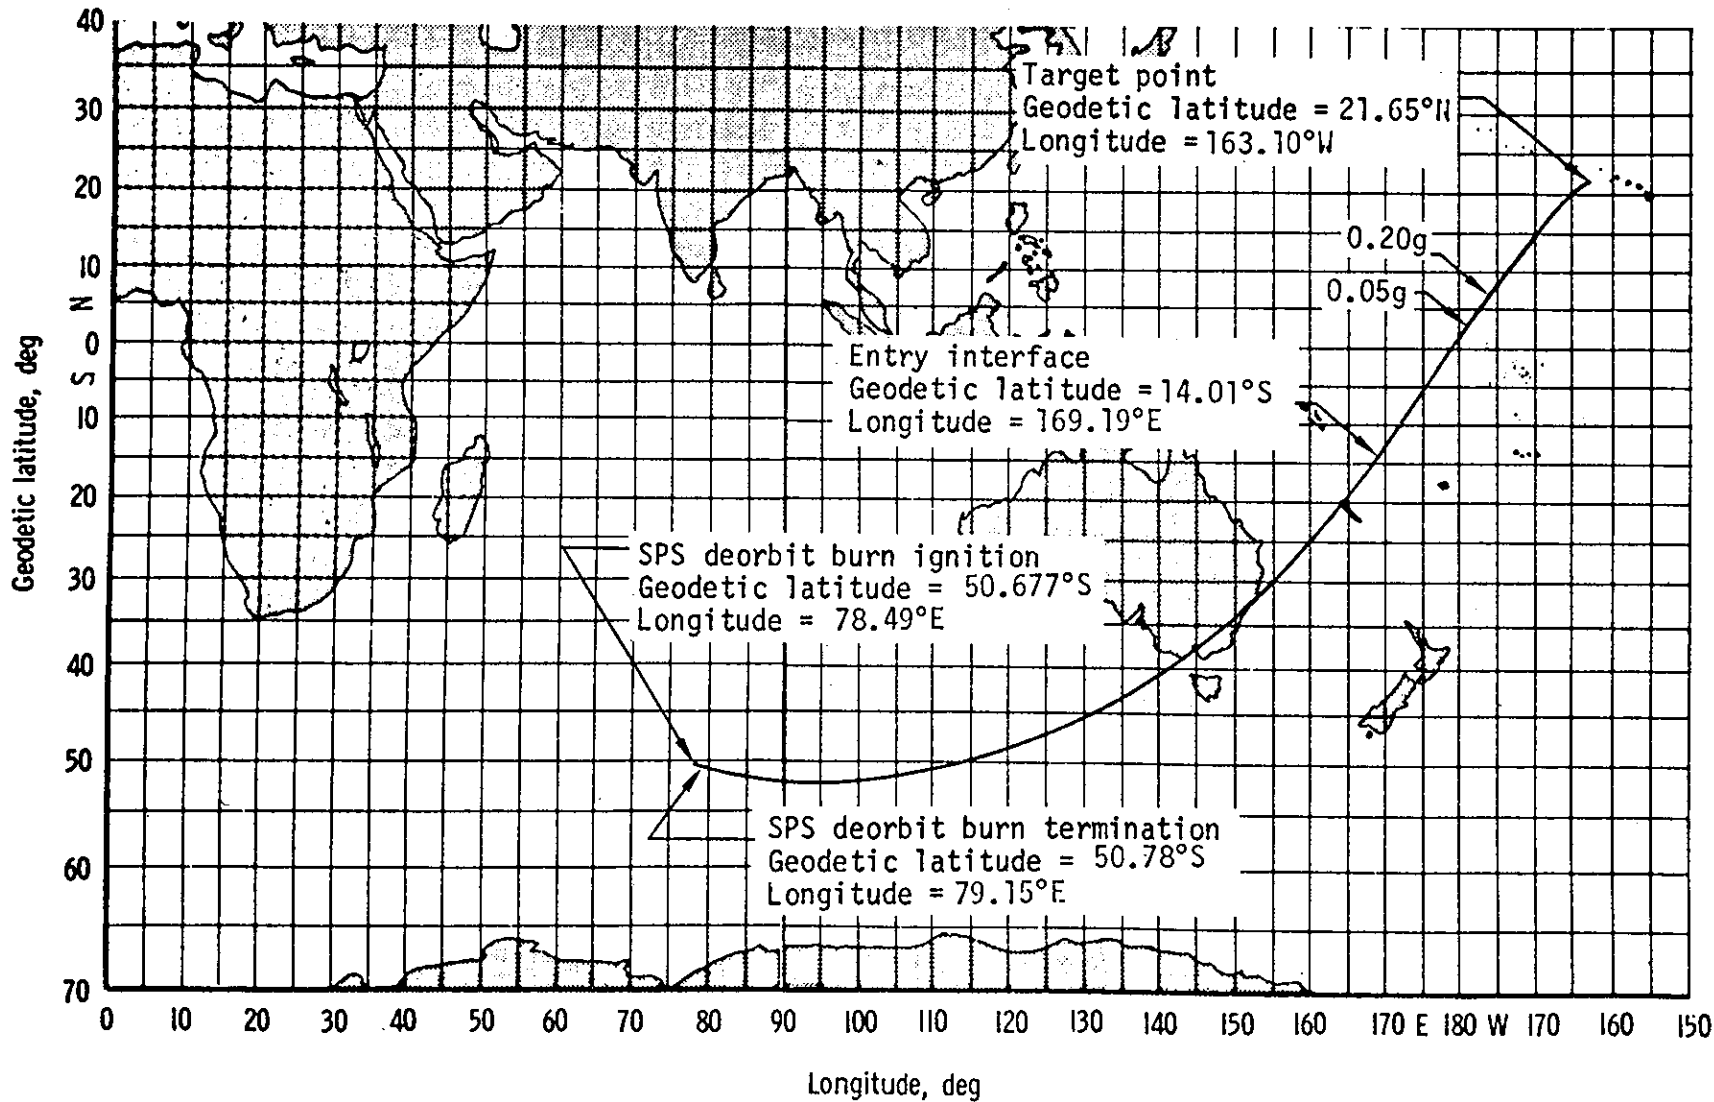 40
30
20
10
N
0
S
10
20
30
40
50
60
70
Geodetic latitude, deg
Target point
Geodetic latitude = 21.65°N
Longitude = 163.10°W
0.20g
0.05g
Entry interface
Geodetic latitude = 14.01°S
Longitude = 169.19°E
SPS deorbit burn ignition
Geodetic latitude = 50.677°S
Longitude = 78.49°E
SPS deorbit burn termination
Geodetic latitude = 50.78°S
Longitude = 79.15°E
0 10 20 30 40 50 60 70 80 90 100 110 120 130 140 150 160 170 E 180 W 170 160 150
Longitude, deg